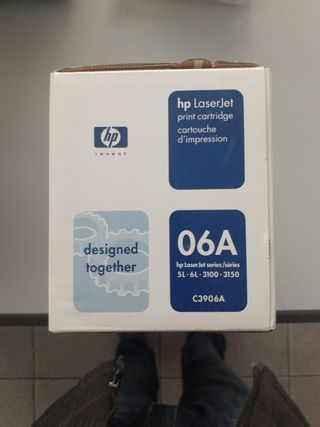 hp LaserJet
print cartridge
cartouche
d'impression
hp
invent
designed
together
06A
hp LaserJet series/séries
5L · 6L · 3100 · 3150
C3906A